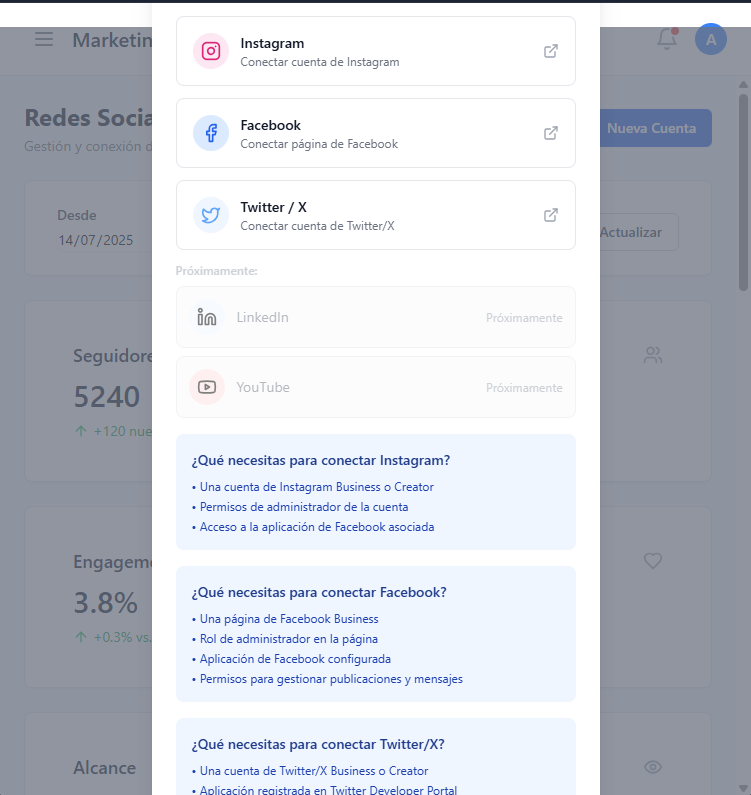 Marketin
A
Redes Socia
Gestión y conexión d
Nueva Cuenta
Desde
14/07/2025
Actualizar
Seguidore
5240
+120 nue
Engagem
3.8%
+0.3% vs.
Alcance
Instagram
Conectar cuenta de Instagram
Facebook
Conectar página de Facebook
Twitter / X
Conectar cuenta de Twitter/X
Próximamente:
LinkedIn
Próximamente
YouTube
Próximamente
¿Qué necesitas para conectar Instagram?
• Una cuenta de Instagram Business o Creator
• Permisos de administrador de la cuenta
• Acceso a la aplicación de Facebook asociada
¿Qué necesitas para conectar Facebook?
• Una página de Facebook Business
• Rol de administrador en la página
• Aplicación de Facebook configurada
• Permisos para gestionar publicaciones y mensajes
¿Qué necesitas para conectar Twitter/X?
• Una cuenta de Twitter/X Business o Creator
• Aplicación registrada en Twitter Developer Portal